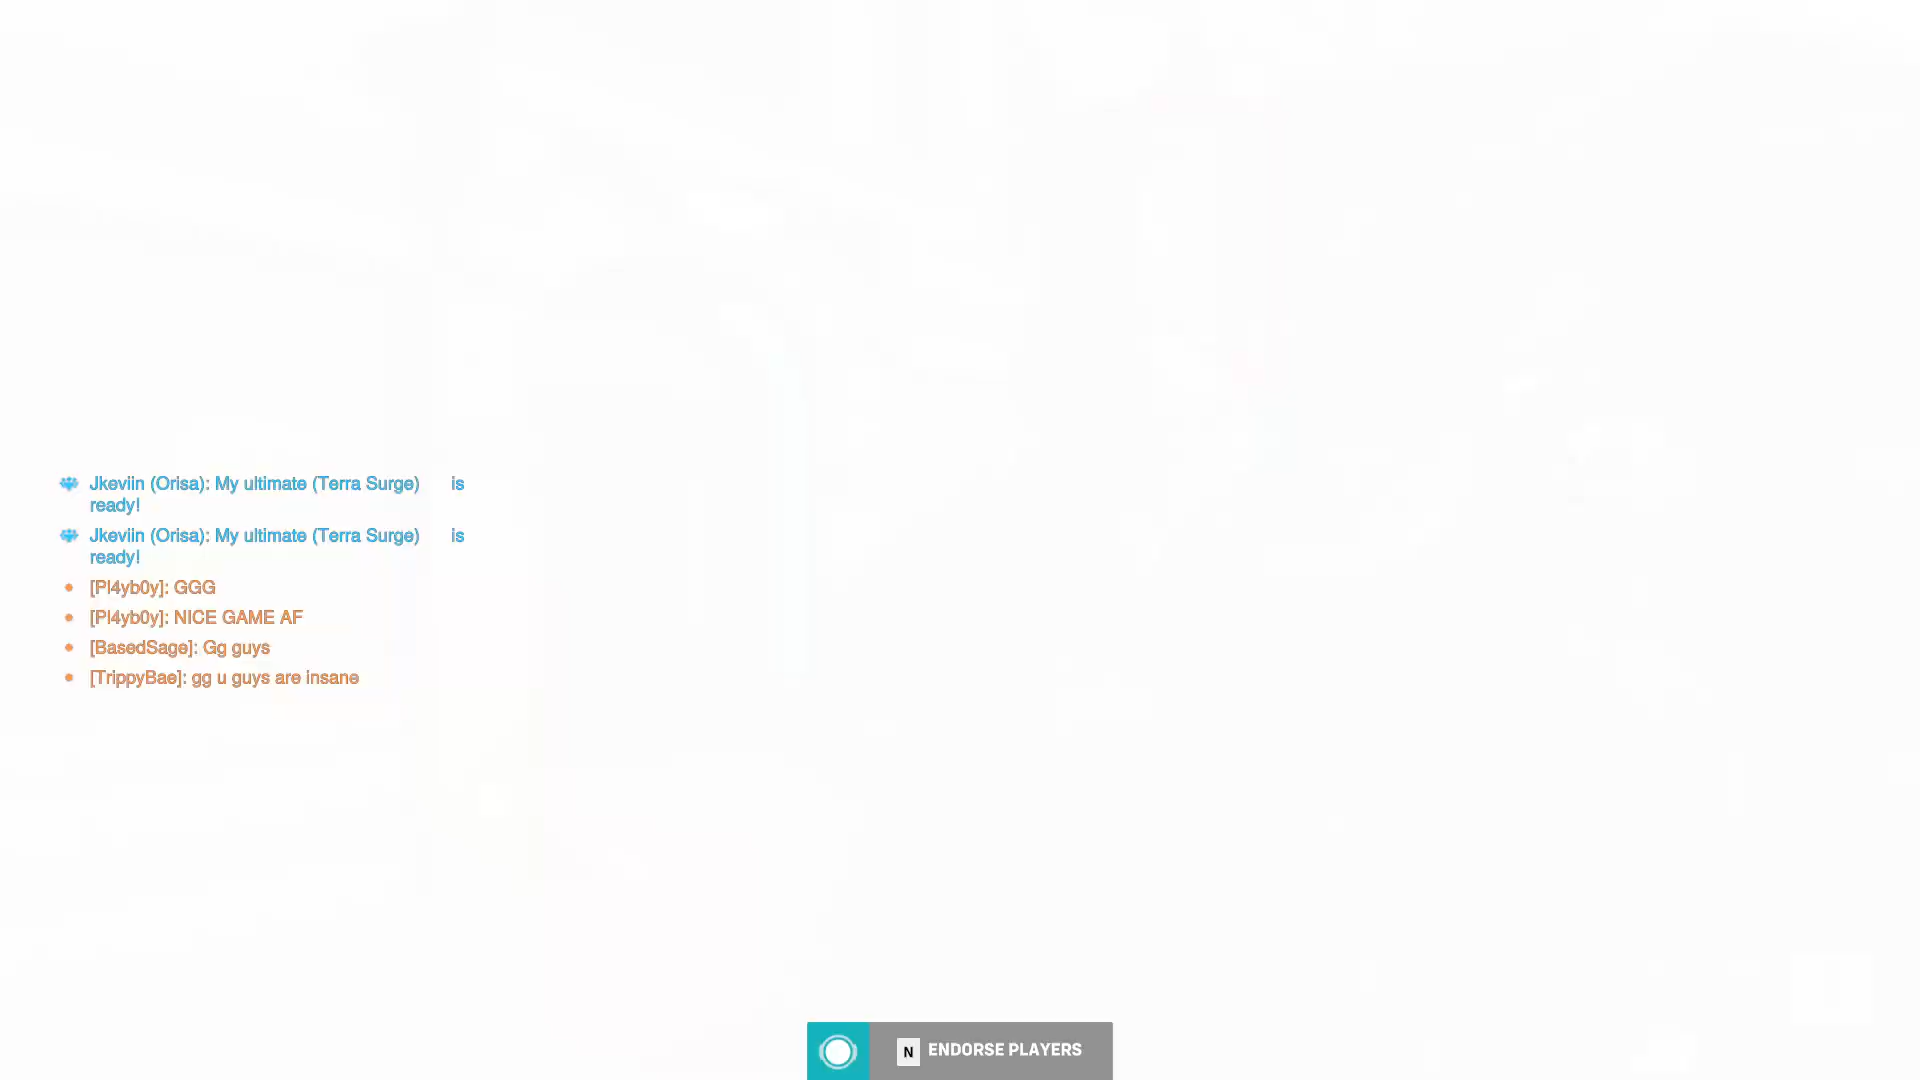 Jkeviin (Orisa): My ultimate (Terra Surge) is
ready!
Jkeviin (Orisa): My ultimate (Terra Surge) is
ready!
[Pl4yb0y]: GGG
[Pl4yb0y]: NICE GAME AF
[BasedSage]: Gg guys
[TrippyBae]: gg u guys are insane
N ENDORSE PLAYERS